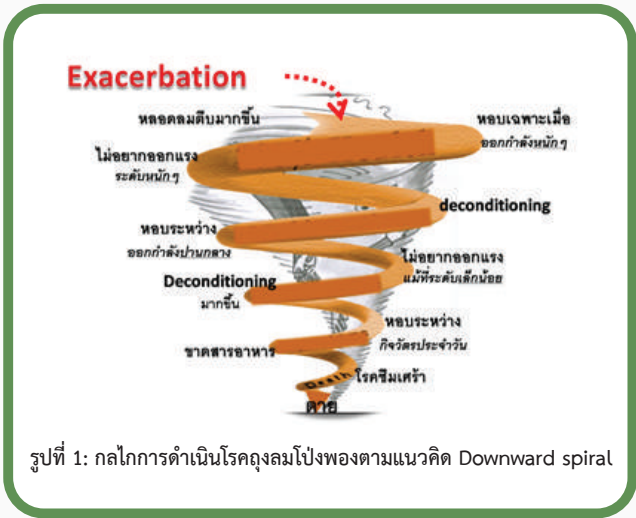 Exacerbation
หลอดลมตีบมากขึ้น
หอบเฉพาะเมื่อ
ออกกำลังหนักๆ
ไม่อยากออกแรง
ระดับหนักๆ
deconditioning
หอบระหว่าง
ออกกำลังปานกลาง
ไม่อยากออกแรง
แม้ที่ระดับเล็กน้อย
Deconditioning
มากขึ้น
หอบระหว่าง
กิจวัตรประจำวัน
ขาดสารอาหาร
โรคซึมเศร้า
Death
ตาย
รูปที่ 1: กลไกการดำเนินโรคถุงลมโป่งพองตามแนวคิด Downward spiral